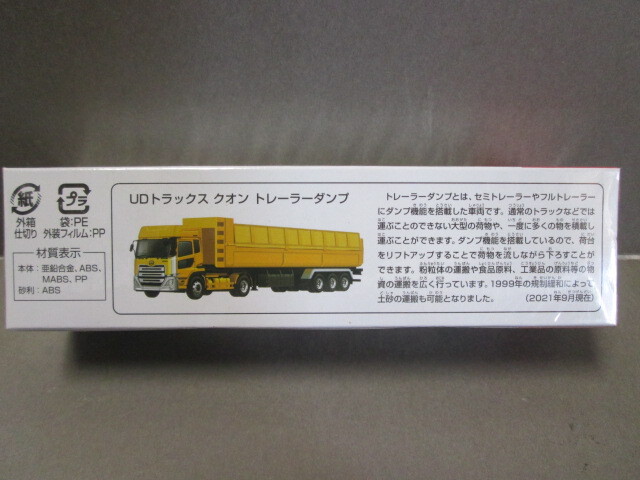 紙
プラ
外箱
仕切り
袋:PE
外装フィルム:PP
材質表示
本体：亜鉛合金、ABS、
MABS、PP
砂利：ABS
UDトラックス クオン トレーラーダンプ
トレーラーダンプとは、セミトレーラーやフルトレーラー
にダンプ機能を搭載した車両です。通常のトラックなどでは
運ぶことのできない大型の荷物や、一度に多くの物を積載し
運ぶことができます。ダンプ機能を搭載しているので、荷台
をリフトアップすることで荷物を流しながら下ろすことが
できます。粉粒体の運搬や食品原料、工業品の原料等の物
資の運搬を広く行っています。1999年の規制緩和によって
土砂の運搬も可能となりました。 （2021年9月現在）